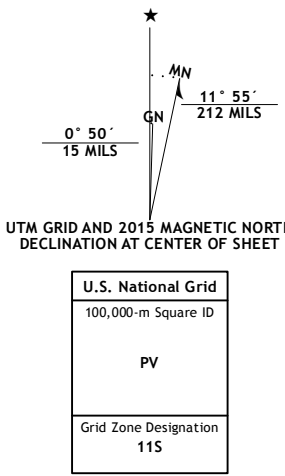 ★
MN
GN
11° 55´
212 MILS
0° 50´
15 MILS
UTM GRID AND 2015 MAGNETIC NORTH
DECLINATION AT CENTER OF SHEET
U.S. National Grid
100,000-m Square ID
PV
Grid Zone Designation
11S